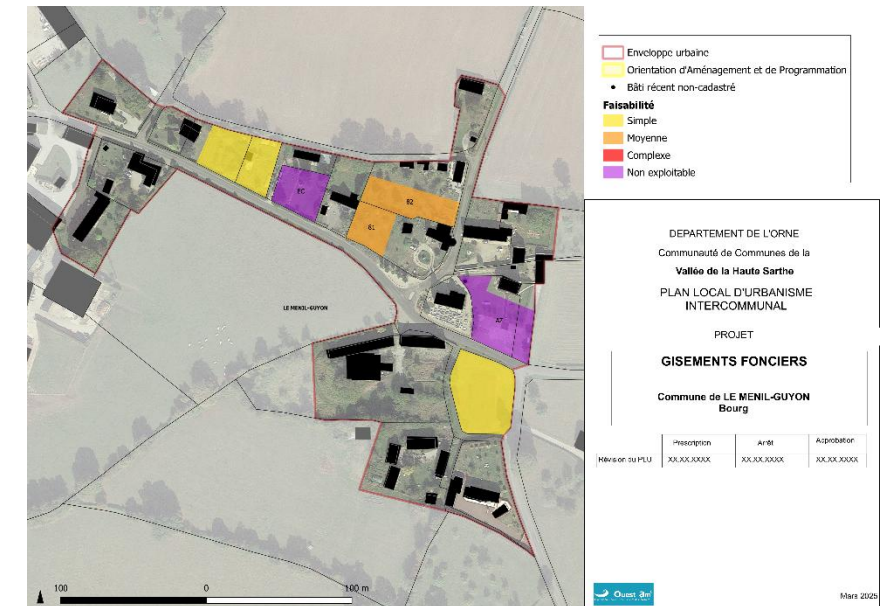 Enveloppe urbaine
Orientation d'Aménagement et de Programmation
Bâti récent non-cadastré
Faisabilité
Simple
Moyenne
Complexe
Non exploitable
B2
B1
LE MENIL-GUYON
100 0 100 m
DEPARTEMENT DE L'ORNE
Communauté de Communes de la
Vallée de la Haute Sarthe
PLAN LOCAL D'URBANISME
INTERCOMMUNAL
PROJET
GISEMENTS FONCIERS
Commune de LE MENIL-GUYON
Bourg
Prescription Arrêt Approbation
Révision du PLU XX.XX.XXXX XX.XX.XXXX XX.XX.XXXX
Ouest am'
Mars 2025